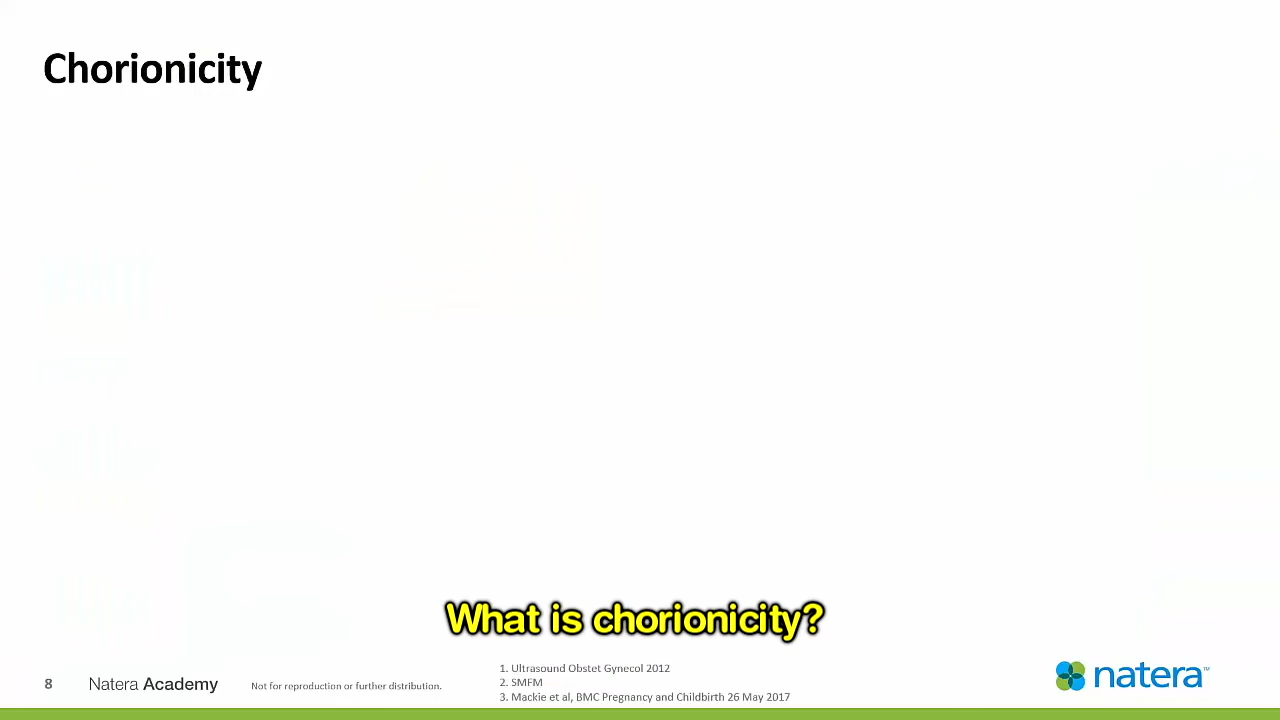 Chorionicity
What is chorionicity?
8
Natera Academy
Not for reproduction or further distribution.
1. Ultrasound Obstet Gynecol 2012
2. SMFM
3. Mackie et al, BMC Pregnancy and Childbirth 26 May 2017
natera™